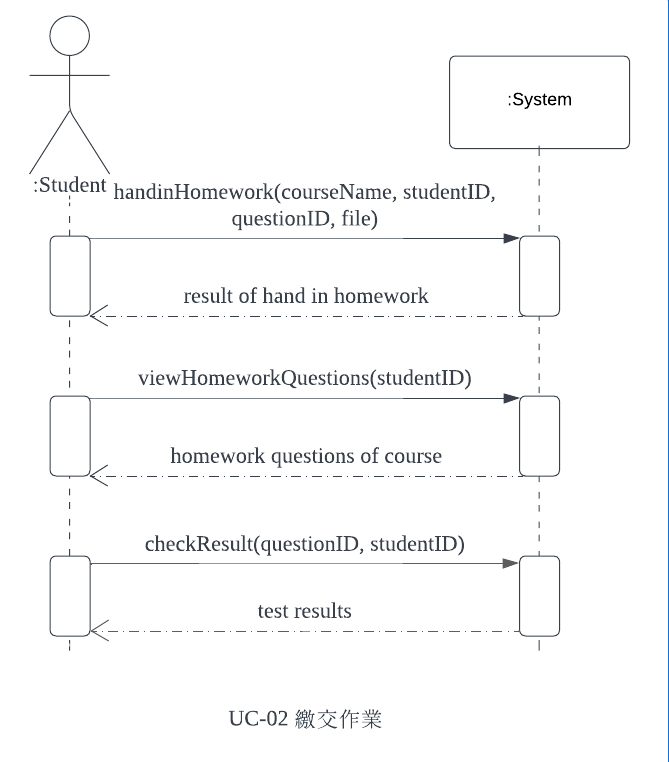 :System
:Student
handinHomework(courseName, studentID,
questionID, file)
result of hand in homework
viewHomeworkQuestions(studentID)
homework questions of course
checkResult(questionID, studentID)
test results
UC-02 繳交作業